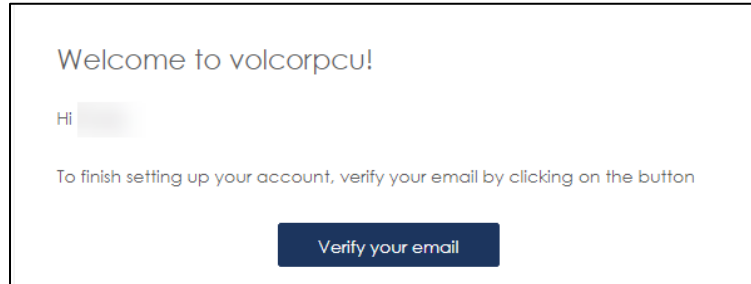 Welcome to volcorpcu!
Hi
To finish setting up your account, verify your email by clicking on the button
Verify your email